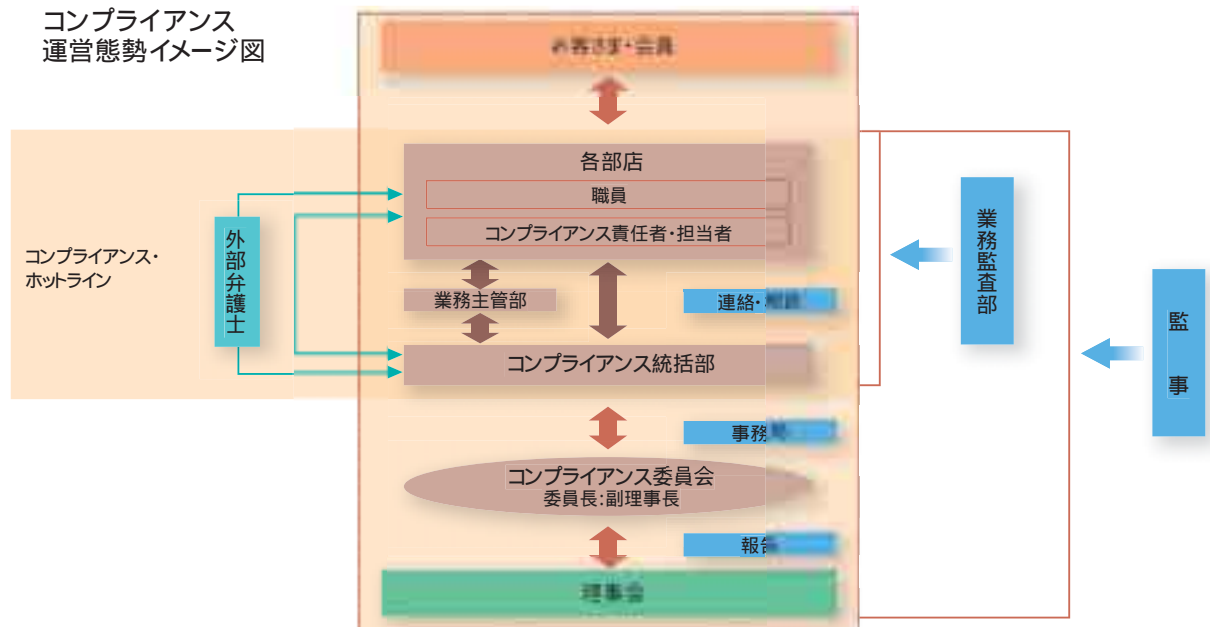 コンプライアンス
運営態勢イメージ図
お客さま・会員
各部店
職員
コンプライアンス責任者・担当者
コンプライアンス・
ホットライン
外部弁護士
業務主管部
連絡・相談
コンプライアンス統括部
事務局
コンプライアンス委員会
委員長:副理事長
報告
理事会
業務監査部
監事